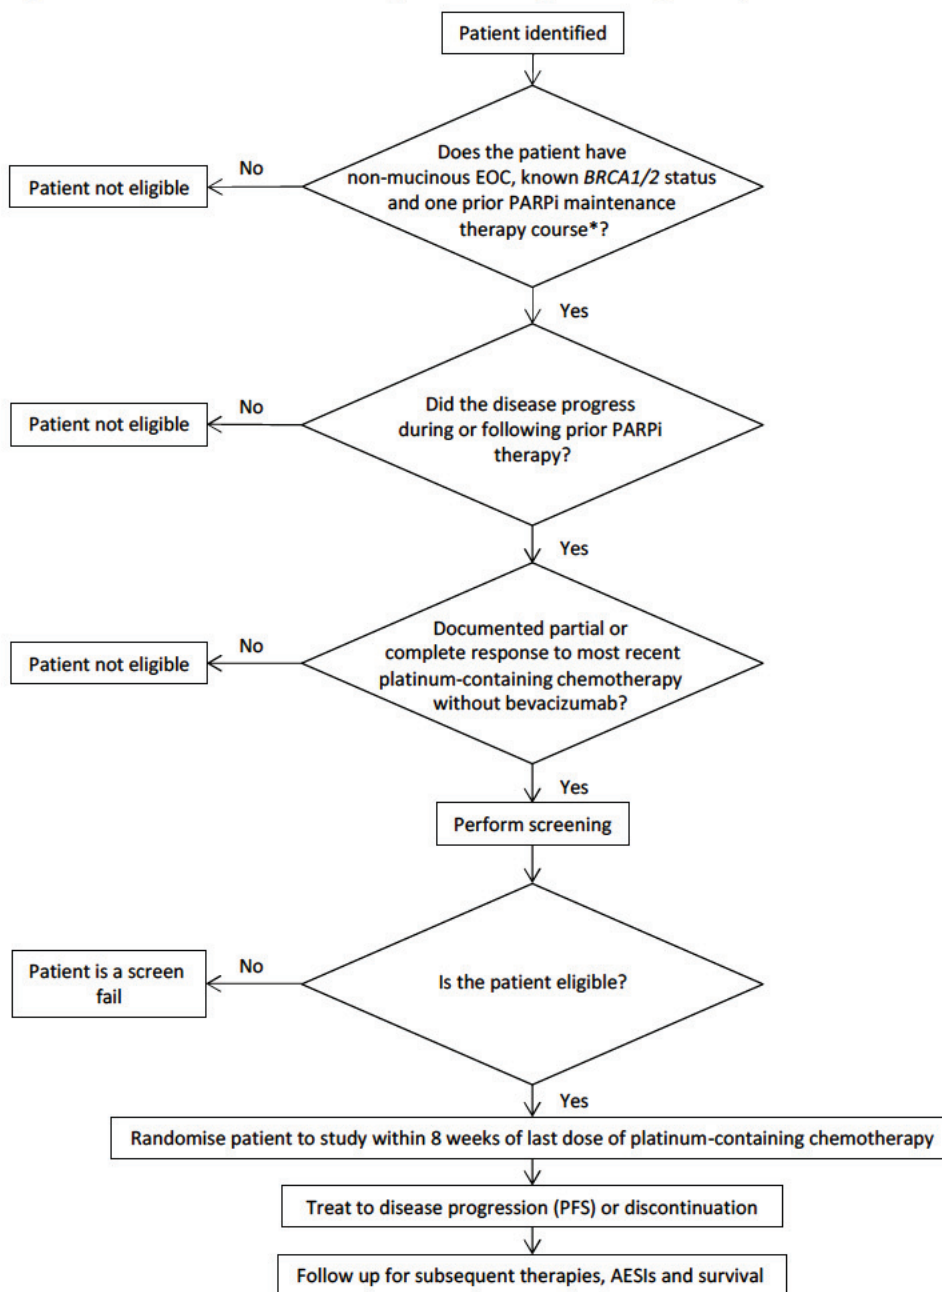 Patient identified
Does the patient have
non-mucinous EOC, known BRCA1/2 status
and one prior PARPi maintenance
therapy course*?
No
Patient not eligible
Yes
Did the disease progress
during or following prior PARPi
therapy?
No
Patient not eligible
Yes
Documented partial or
complete response to most recent
platinum-containing chemotherapy
without bevacizumab?
No
Patient not eligible
Yes
Perform screening
Is the patient eligible?
No
Patient is a screen
fail
Yes
Randomise patient to study within 8 weeks of last dose of platinum-containing chemotherapy
Treat to disease progression (PFS) or discontinuation
Follow up for subsequent therapies, AESIs and survival